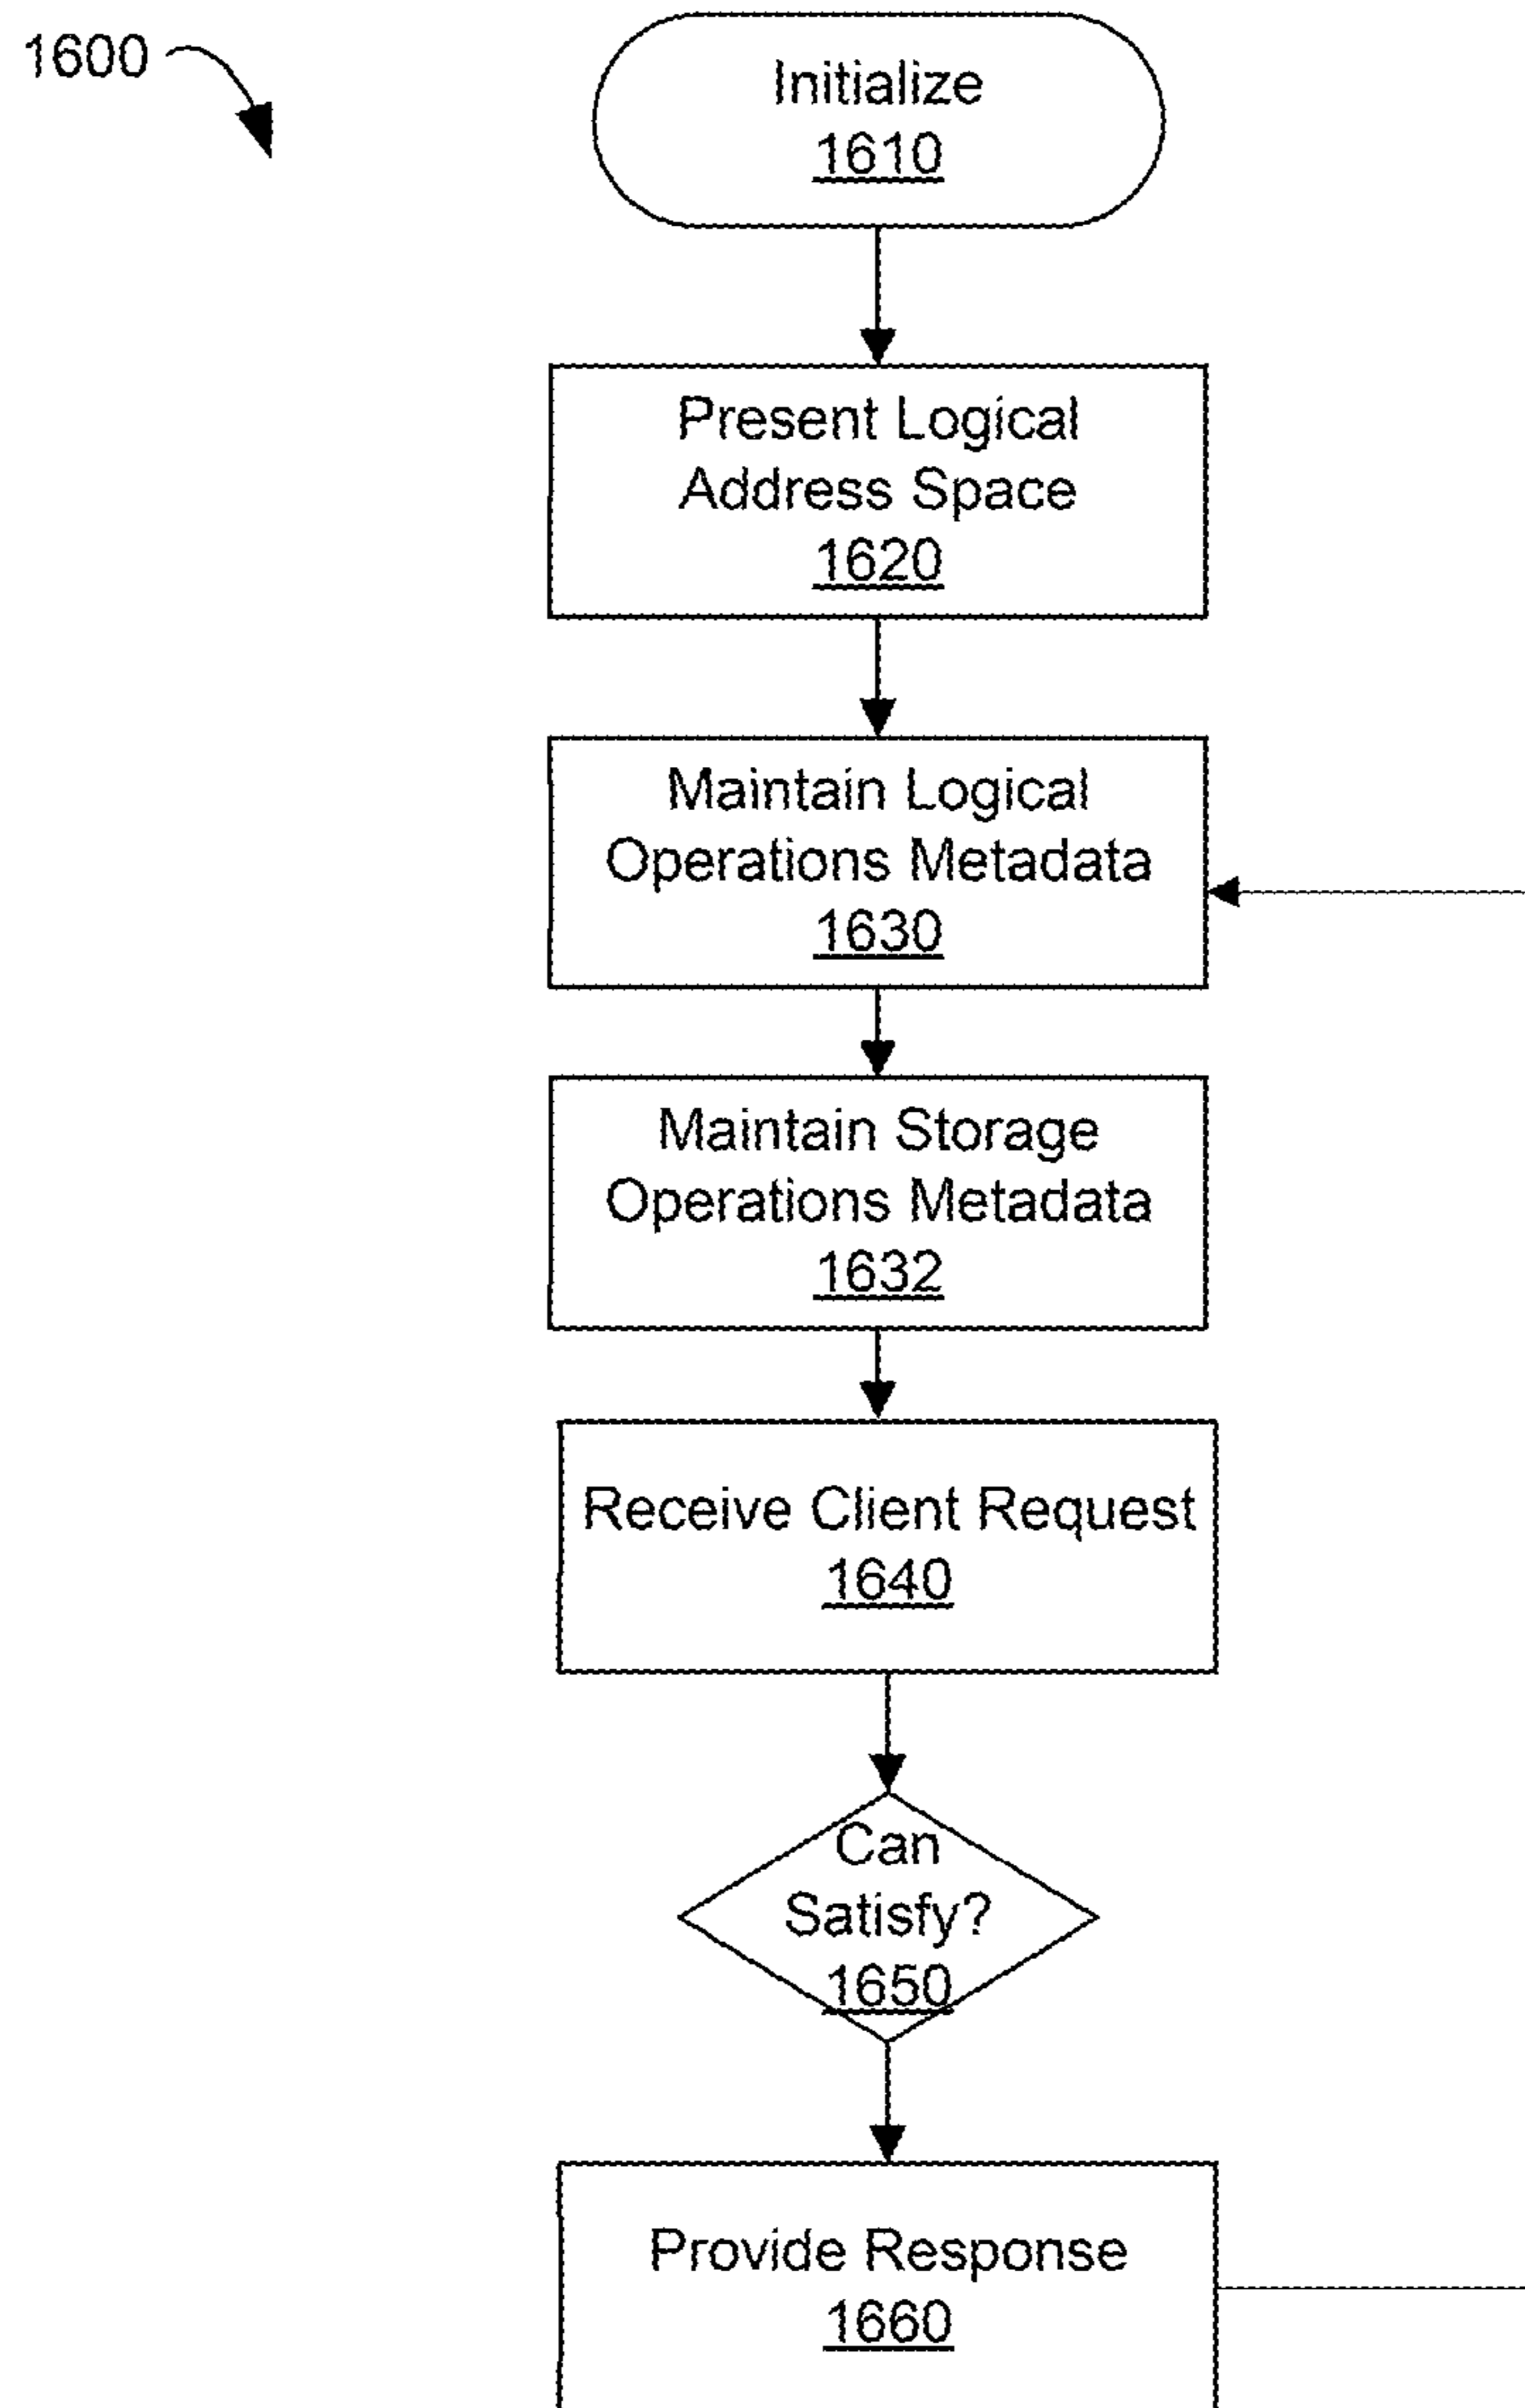 1600
Initialize
1610
Present Logical
Address Space
1620
Maintain Logical
Operations Metadata
1630
Maintain Storage
Operations Metadata
1632
Receive Client Request
1640
Can
Satisfy?
1650
Provide Response
1660